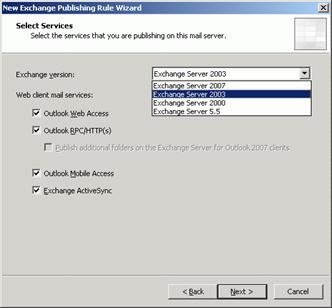 New Exchange Publishing Rule Wizard
Select Services
Select the services that you are publishing on this mail server.
Exchange version:
Exchange Server 2003
Exchange Server 2007
Exchange Server 2003
Exchange Server 2000
Exchange Server 5.5
Web client mail services:
Outlook Web Access
Outlook RPC/HTTP(s)
Publish additional folders on the Exchange Server for Outlook 2007 clients
Outlook Mobile Access
Exchange ActiveSync
< Back
Next >
Cancel